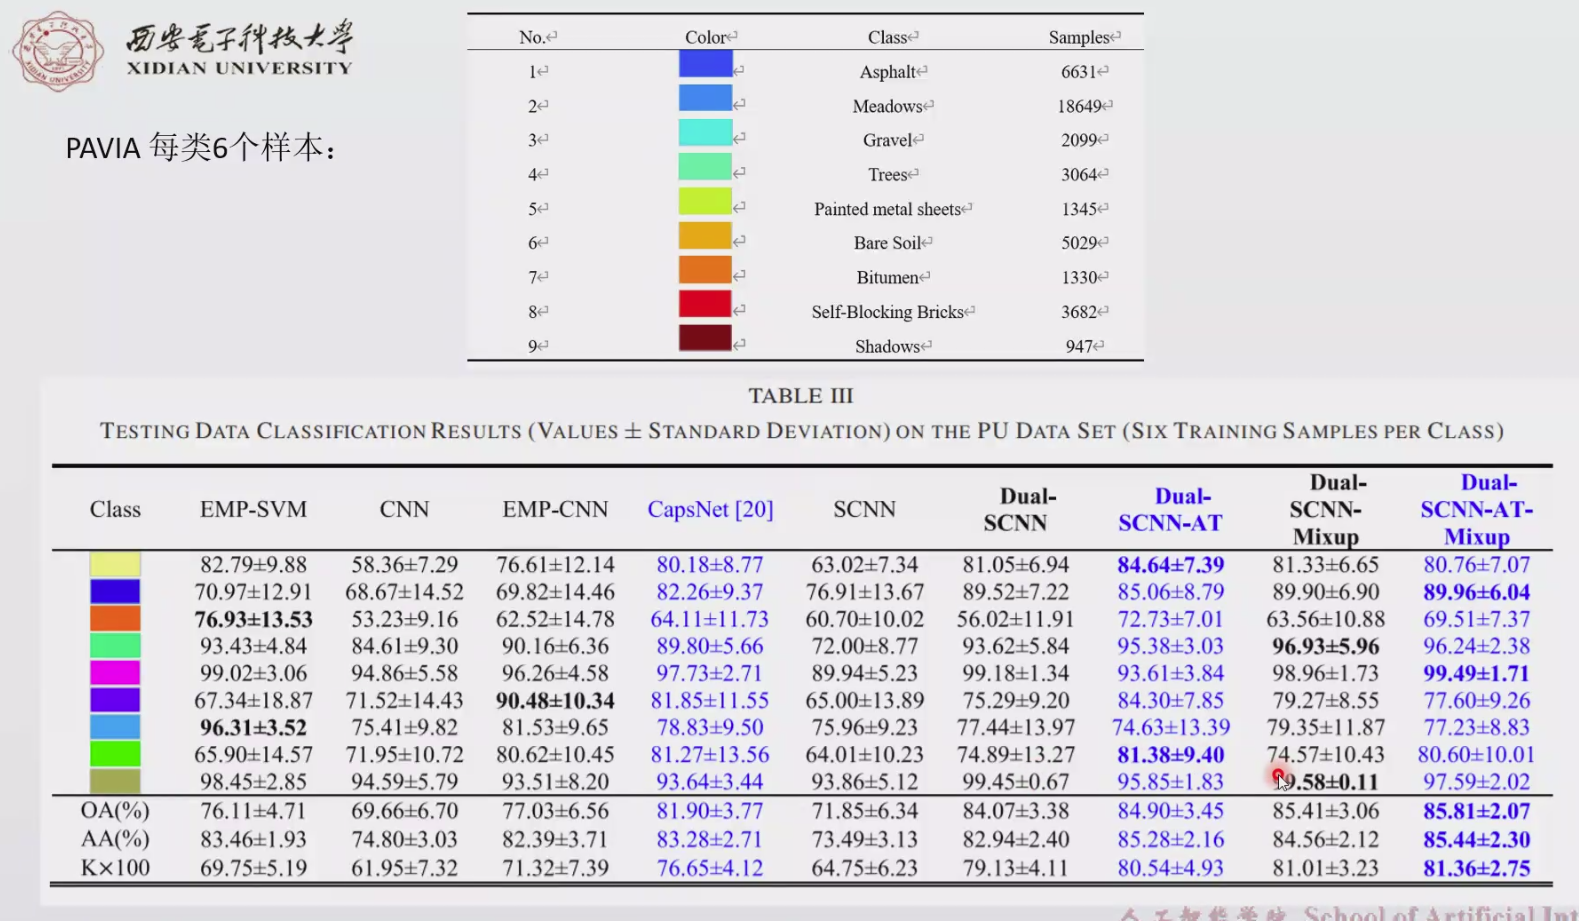 西安电子科技大学
XIDIAN UNIVERSITY
PAVIA 每类6个样本：
No. Color Class Samples
1 Asphalt 6631
2 Meadows 18649
3 Gravel 2099
4 Trees 3064
5 Painted metal sheets 1345
6 Bare Soil 5029
7 Bitumen 1330
8 Self-Blocking Bricks 3682
9 Shadows 947
TABLE III
TESTING DATA CLASSIFICATION RESULTS (VALUES ± STANDARD DEVIATION) ON THE PU DATA SET (SIX TRAINING SAMPLES PER CLASS)
Class EMP-SVM CNN EMP-CNN CapsNet [20] SCNN Dual-SCNN Dual-SCNN-AT Dual-SCNN-Mixup Dual-SCNN-AT-Mixup
82.79±9.88 58.36±7.29 76.61±12.14 80.18±8.77 63.02±7.34 81.05±6.94 84.64±7.39 81.33±6.65 80.76±7.07
70.97±12.91 68.67±14.52 69.82±14.46 82.26±9.37 76.91±13.67 89.52±7.22 85.06±8.79 89.90±6.90 89.96±6.04
76.93±13.53 53.23±9.16 62.52±14.78 64.11±11.73 60.70±10.02 56.02±11.91 72.73±7.01 63.56±10.88 69.51±7.37
93.43±4.84 84.61±9.30 90.16±6.36 89.80±5.66 72.00±8.77 93.62±5.84 95.38±3.03 96.93±5.96 96.24±2.38
99.02±3.06 94.86±5.58 96.26±4.58 97.73±2.71 89.94±5.23 99.18±1.34 93.61±3.84 98.96±1.73 99.49±1.71
67.34±18.87 71.52±14.43 90.48±10.34 81.85±11.55 65.00±13.89 75.29±9.20 84.30±7.85 79.27±8.55 77.60±9.26
96.31±3.52 75.41±9.82 81.53±9.65 78.83±9.50 75.96±9.23 77.44±13.97 74.63±13.39 79.35±11.87 77.23±8.83
65.90±14.57 71.95±10.72 80.62±10.45 81.27±13.56 64.01±10.23 74.89±13.27 81.38±9.40 74.57±10.43 80.60±10.01
98.45±2.85 94.59±5.79 93.51±8.20 93.64±3.44 93.86±5.12 99.45±0.67 95.85±1.83 9.58±0.11 97.59±2.02
OA(%) 76.11±4.71 69.66±6.70 77.03±6.56 81.90±3.77 71.85±6.34 84.07±3.38 84.90±3.45 85.41±3.06 85.81±2.07
AA(%) 83.46±1.93 74.80±3.03 82.39±3.71 83.28±2.71 73.49±3.13 82.94±2.40 85.28±2.16 84.56±2.12 85.44±2.30
K×100 69.75±5.19 61.95±7.32 71.32±7.39 76.65±4.12 64.75±6.23 79.13±4.11 80.54±4.93 81.01±3.23 81.36±2.75
人工智能学院 School of Artificial Int